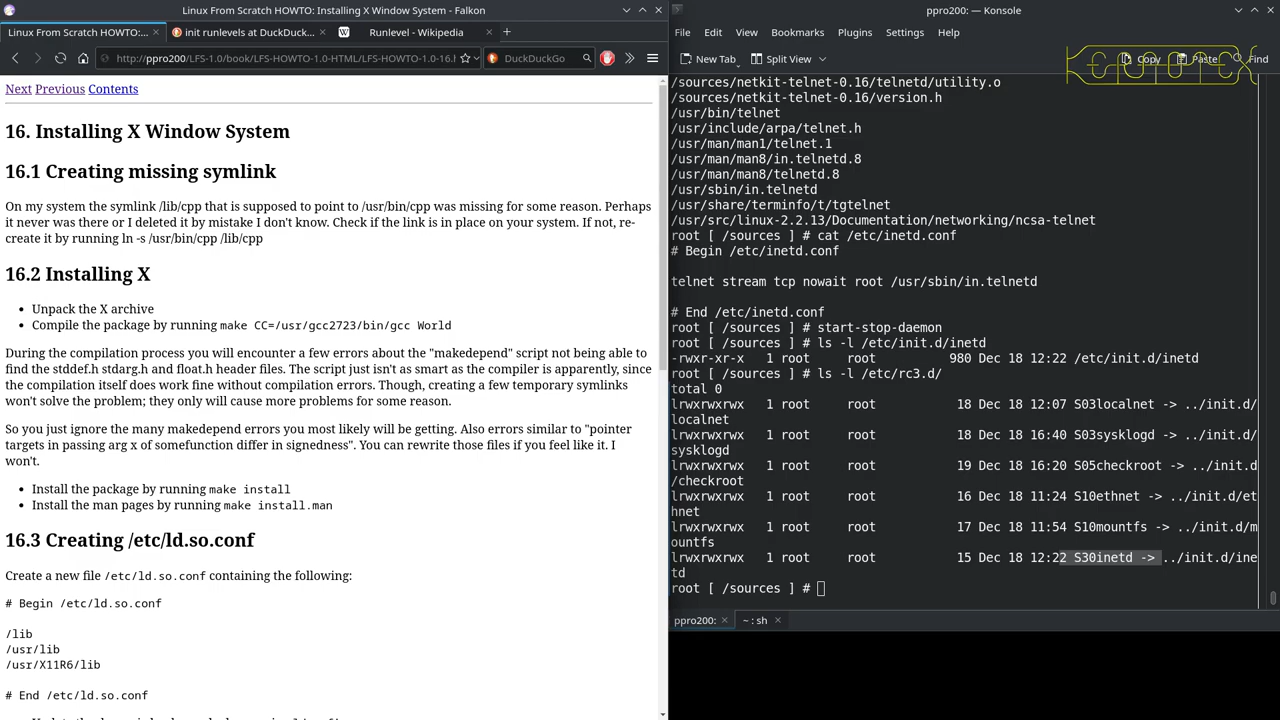 Linux From Scratch HOWTO: Installing X Window System - Falkon
Linux From Scratch HOWTO:...
init runlevels at DuckDuck...
Runlevel - Wikipedia
http://ppro200/LFS-1.0/book/LFS-HOWTO-1.0-HTML/LFS-HOWTO-1.0-16.h
DuckDuckGo
Next Previous Contents
16. Installing X Window System
16.1 Creating missing symlink
On my system the symlink /lib/cpp that is supposed to point to /usr/bin/cpp was missing for some reason. Perhaps
it never was there or I deleted it by mistake I don't know. Check if the link is in place on your system. If not, re-
create it by running ln -s /usr/bin/cpp /lib/cpp
16.2 Installing X
• Unpack the X archive
• Compile the package by running make CC=/usr/gcc2723/bin/gcc World
During the compilation process you will encounter a few errors about the "makedepend" script not being able to
find the stddef.h stdarg.h and float.h header files. The script just isn't as smart as the compiler is apparently, since
the compilation itself does work fine without compilation errors. Though, creating a few temporary symlinks
won't solve the problem; they only will cause more problems for some reason.
So you just ignore the many makedepend errors you most likely will be getting. Also errors similar to "pointer
targets in passing arg x of somefunction differ in signedness". You can rewrite those files if you feel like it. I
won't.
• Install the package by running make install
• Install the man pages by running make install.man
16.3 Creating /etc/ld.so.conf
Create a new file /etc/ld.so.conf containing the following:
# Begin /etc/ld.so.conf
/lib
/usr/lib
/usr/X11R6/lib
# End /etc/ld.so.conf
ppro200: — Konsole
File Edit View Bookmarks Plugins Settings Help
New Tab Split View Copy Paste Find
/sources/netkit-telnet-0.16/telnetd/utility.o
/sources/netkit-telnet-0.16/version.h
/usr/bin/telnet
/usr/include/arpa/telnet.h
/usr/man/man1/telnet.1
/usr/man/man8/in.telnetd.8
/usr/man/man8/telnetd.8
/usr/sbin/in.telnetd
/usr/share/terminfo/t/tgtelnet
/usr/src/linux-2.2.13/Documentation/networking/ncsa-telnet
root [ /sources ] # cat /etc/inetd.conf
# Begin /etc/inetd.conf
telnet stream tcp nowait root /usr/sbin/in.telnetd
# End /etc/inetd.conf
root [ /sources ] # start-stop-daemon
root [ /sources ] # ls -l /etc/init.d/inetd
-rwxr-xr-x 1 root root 980 Dec 18 12:22 /etc/init.d/inetd
root [ /sources ] # ls -l /etc/rc3.d/
total 0
lrwxrwxrwx 1 root root 18 Dec 18 12:07 S03localnet -> ../init.d/
localnet
lrwxrwxrwx 1 root root 18 Dec 18 16:40 S03sysklogd -> ../init.d/
sysklogd
lrwxrwxrwx 1 root root 19 Dec 18 16:20 S05checkroot -> ../init.d
/checkroot
lrwxrwxrwx 1 root root 16 Dec 18 11:24 S10ethnet -> ../init.d/et
hnet
lrwxrwxrwx 1 root root 17 Dec 18 11:54 S10mountfs -> ../init.d/m
ountfs
lrwxrwxrwx 1 root root 15 Dec 18 12:22 S30inetd -> ../init.d/ine
td
root [ /sources ] #
ppro200:
~ : sh